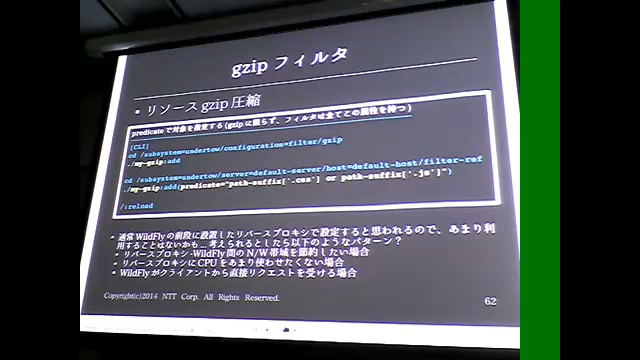 gzip フィルタ
• リソース gzip 圧縮
predicate で対象を指定する (gzip に限らず、フィルタは全てこの属性を持つ)
[CLI]
cd /subsystem=undertow/configuration=filter/gzip
./my-gzip:add
cd /subsystem=undertow/server=default-server/host=default-host/filter-ref
./my-gzip:add(predicate="path-suffix['.css'] or path-suffix['.js']")
/:reload
• 通常 WildFly の前段に設置したリバースプロキシで設定すると思われるので、あまり利
用することはないかも... 考えられるとしたら以下のようなパターン？
• リバースプロキシ-WildFly 間の N/W 帯域を節約したい場合
• リバースプロキシに CPU をあまり使わせたくない場合
• WildFly がクライアントから直接リクエストを受ける場合
Copyright(c)2014 NTT Corp. All Rights Reserved.
62